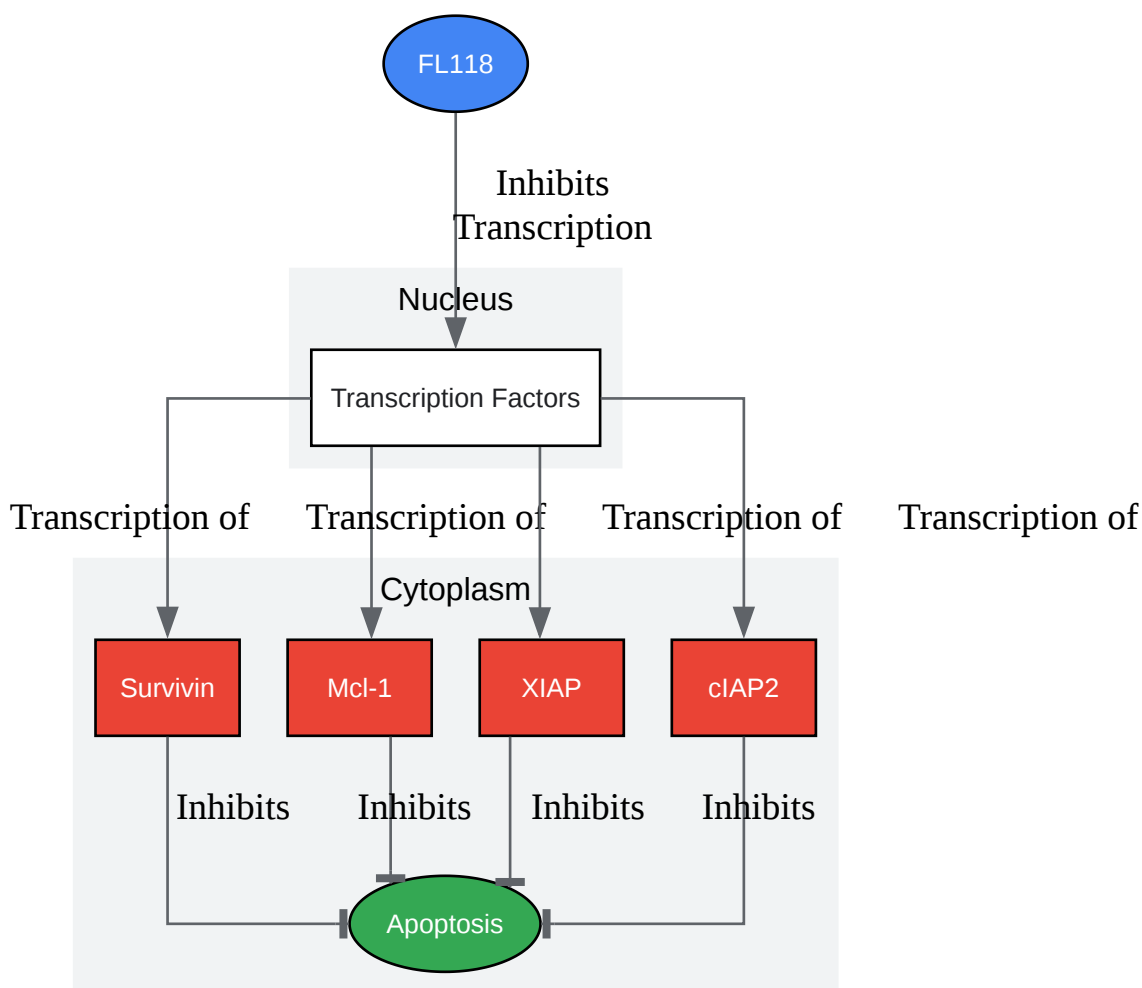 FL118
Inhibits
Transcription
Nucleus
Transcription Factors
Transcription of
Transcription of
Transcription of
Transcription of
Cytoplasm
Survivin
Mcl-1
XIAP
cIAP2
Inhibits
Inhibits
Inhibits
Inhibits
Apoptosis